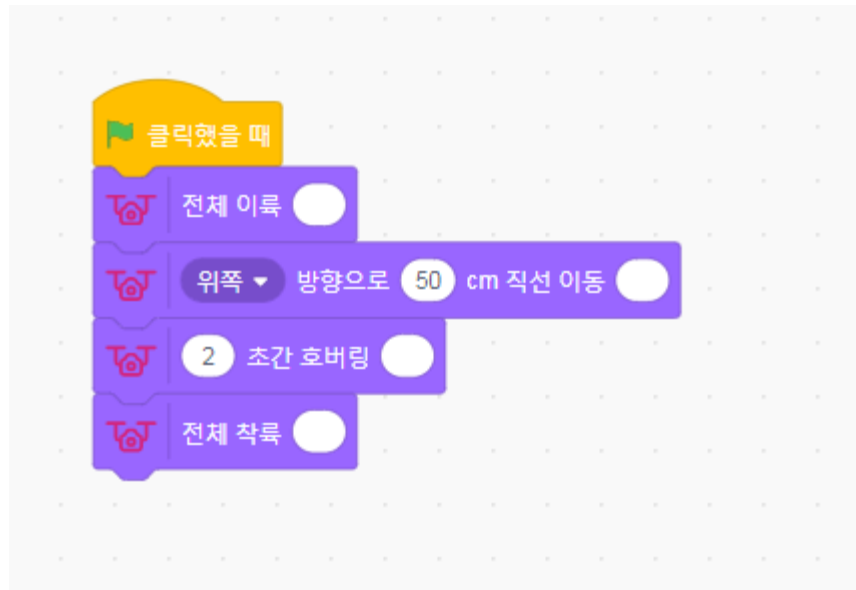 클릭했을 때
전체 이륙
위쪽 방향으로 50 cm 직선 이동
2 초간 호버링
전체 착륙